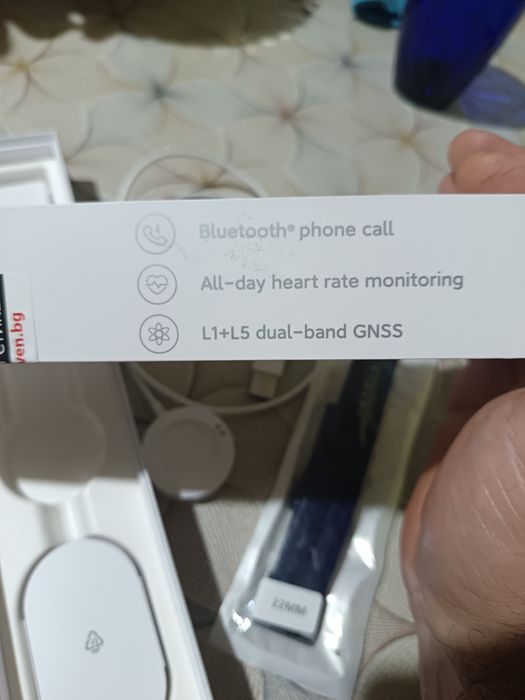 Bluetooth® phone call
All-day heart rate monitoring
L1+L5 dual-band GNSS
ven.bg
22MM